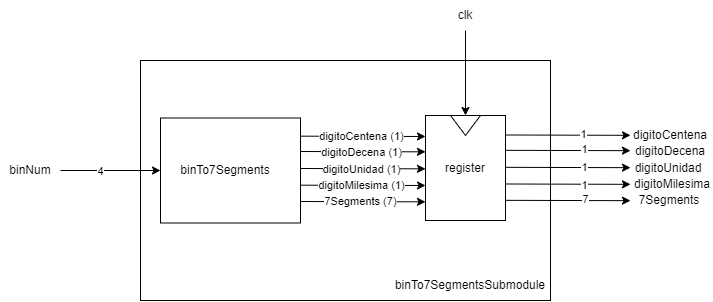 clk
binNum
4
binTo7Segments
digitoCentena (1)
digitoDecena (1)
digitoUnidad (1)
digitoMilesima (1)
7Segments (7)
register
1
digitoCentena
1
digitoDecena
1
digitoUnidad
1
digitoMilesima
7
7Segments
binTo7SegmentsSubmodule